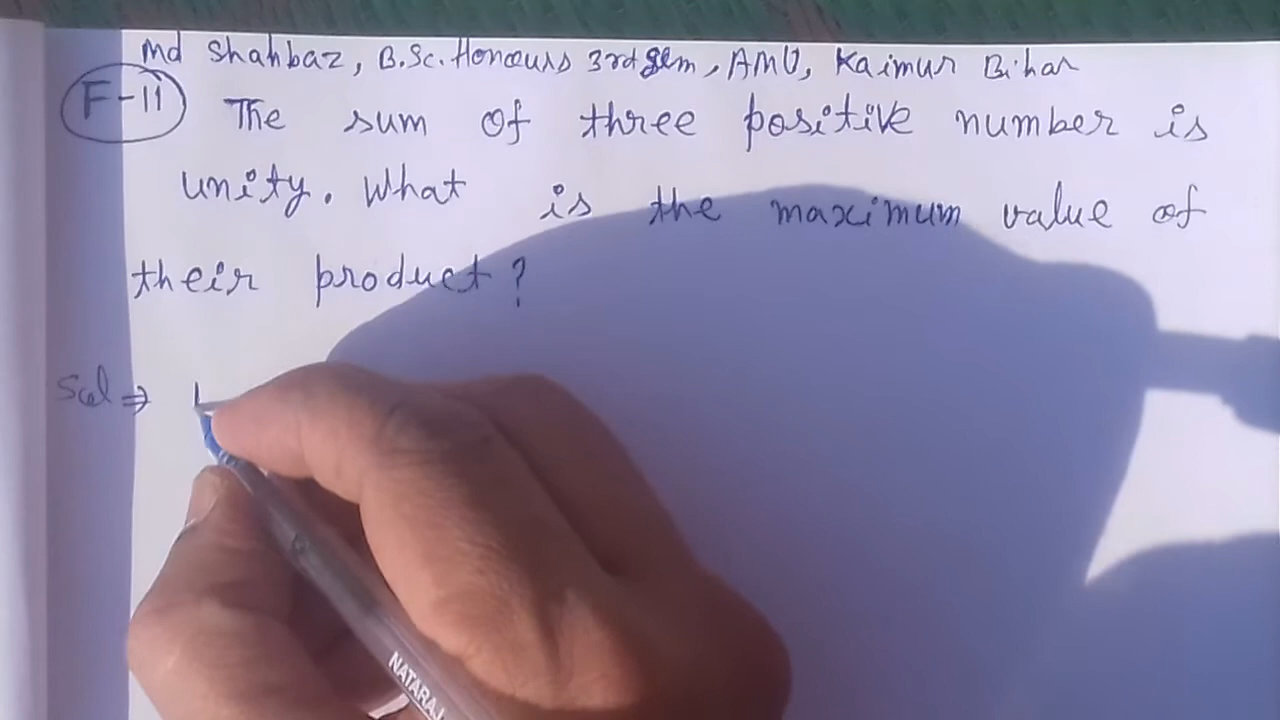 Md Shahbaz, B.Sc. Honours 3rd Sem, AMU, Kaimur Bihar
F-11 The sum of three positive number is
unity. What is the maximum value of
their product?
Sol ⇒
NATARAJ